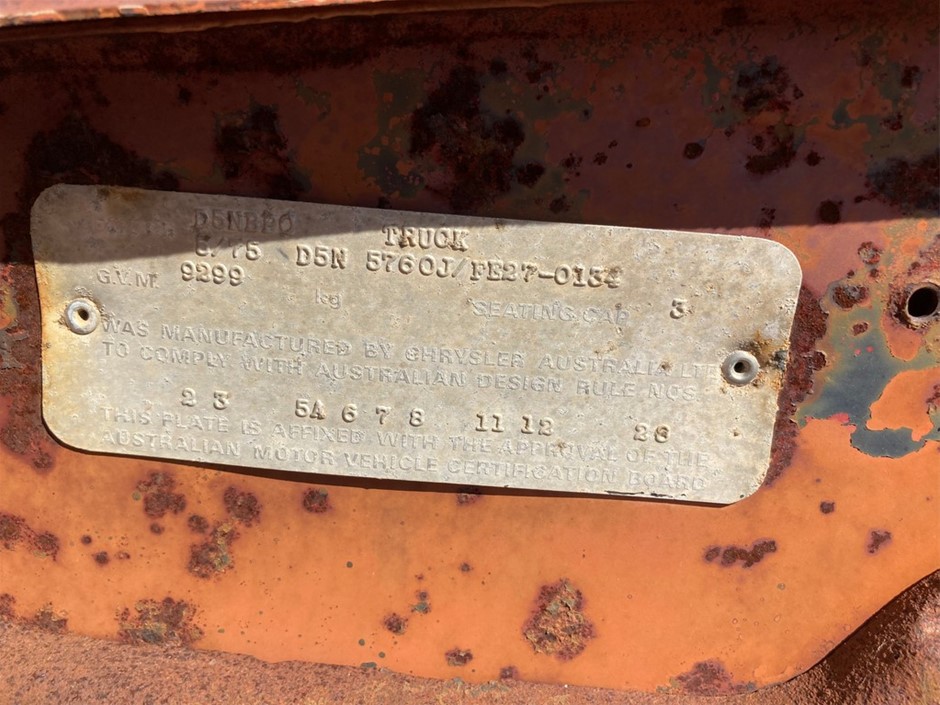 D5NBPO TRUCK
5/75 D5N 5760J/PE27-0134
G.V.M. 9299 kg SEATING CAP. 3
WAS MANUFACTURED BY CHRYSLER AUSTRALIA LTD
TO COMPLY WITH AUSTRALIAN DESIGN RULE NOS
2 3 5A 6 7 8 11 12 28
THIS PLATE IS AFFIXED WITH THE APPROVAL OF THE
AUSTRALIAN MOTOR VEHICLE CERTIFICATION BOARD